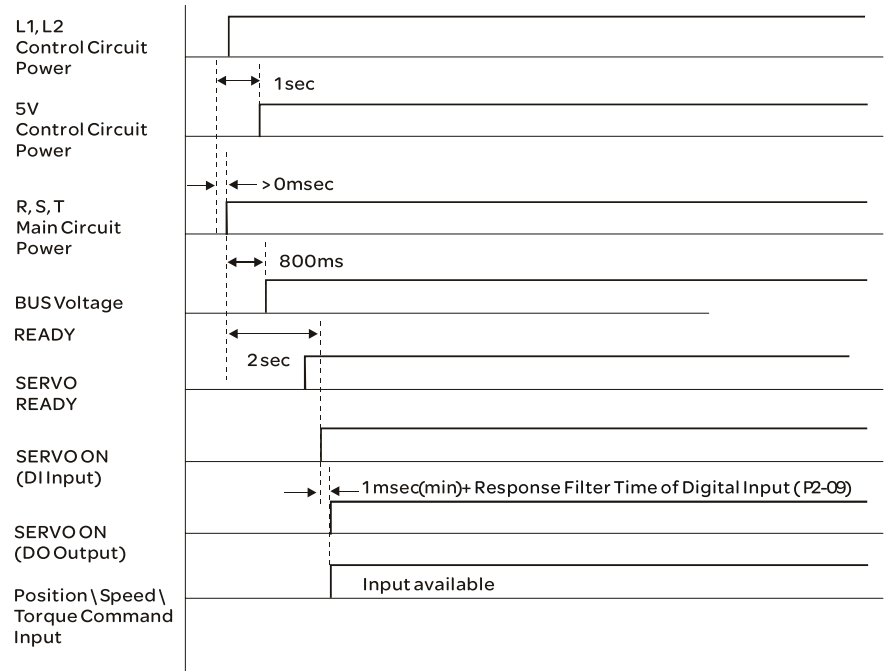 L1, L2
Control Circuit
Power
1sec
5V
Control Circuit
Power
>0msec
R, S, T
Main Circuit
Power
800ms
BUS Voltage
READY
2sec
SERVO
READY
SERVO ON
(DI Input)
1msec(min)+ Response Filter Time of Digital Input ( P2-09)
SERVO ON
(DO Output)
Input available
Position\Speed\
Torque Command
Input